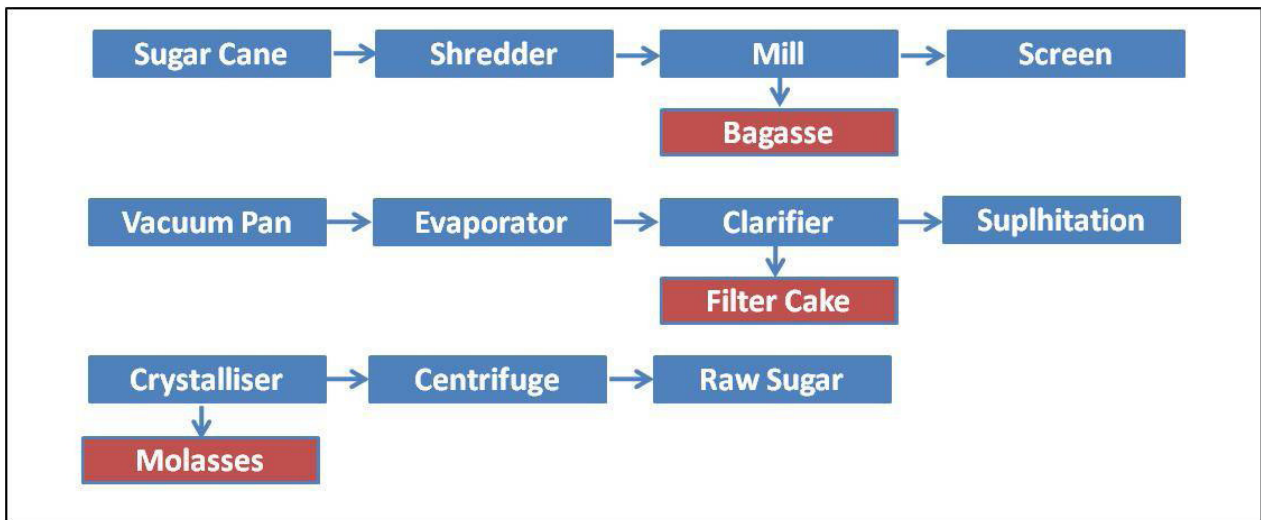 Sugar Cane
Shredder
Mill
Screen
Bagasse
Vacuum Pan
Evaporator
Clarifier
Suplhitation
Filter Cake
Crystalliser
Centrifuge
Raw Sugar
Molasses